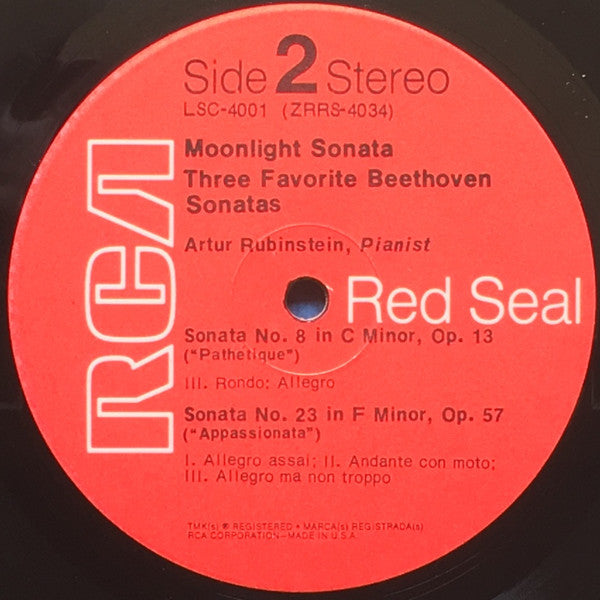 Side 2 Stereo
LSC-4001 (ZRRS-4034)
Moonlight Sonata
Three Favorite Beethoven
Sonatas
Artur Rubinstein, Pianist
RCA
Red Seal
Sonata No. 8 in C Minor, Op. 13
("Pathetique")
III. Rondo: Allegro
Sonata No. 23 in F Minor, Op. 57
("Appassionata")
I. Allegro assai; II. Andante con moto;
III. Allegro ma non troppo
TMK(s) ® REGISTERED • MARCA(s) REGISTRADA(s)
RCA CORPORATION—MADE IN U.S.A.